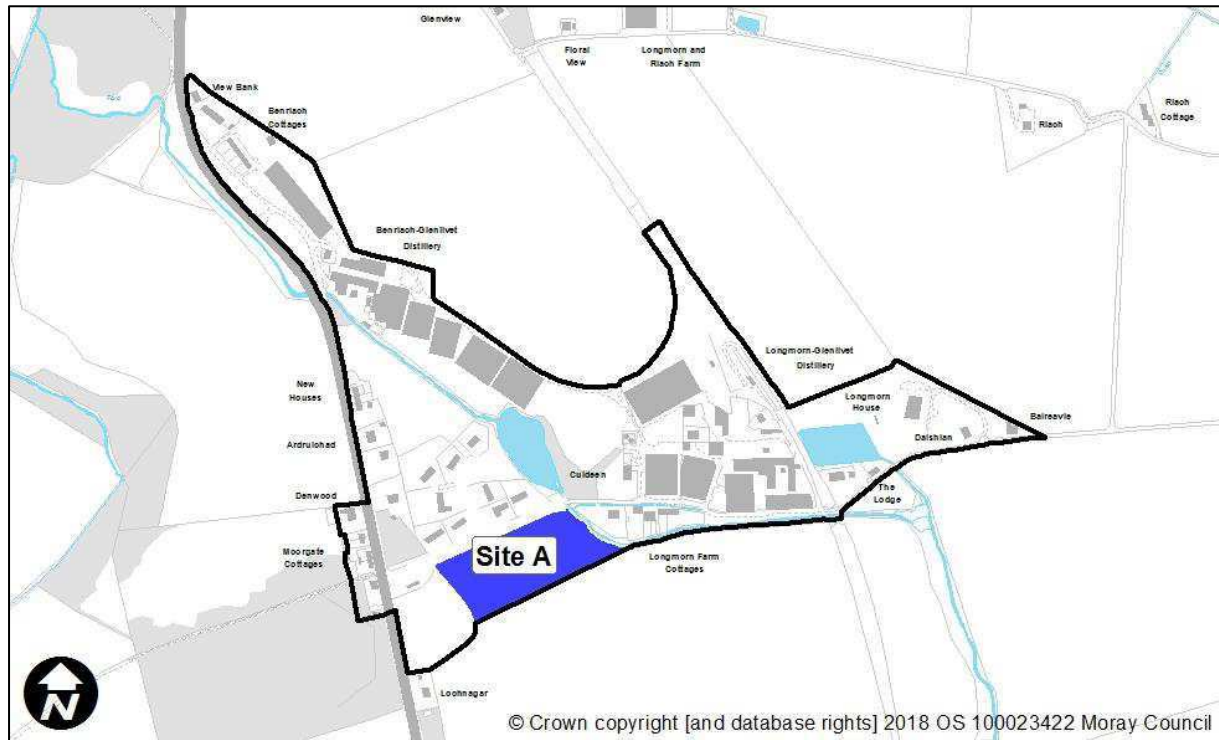 Glenview
Floral
View
Longmorn and
Riach Farm
View Bank
Benriach
Cottages
Riach
Riach
Cottage
Benriach-Glenlivet
Distillery
Longmorn-Glenlivet
Distillery
New
Houses
Longmorn
House
Balreavie
Ardruichad
Dalshian
Culdeen
Denwood
The
Lodge
Site A
Moorgate
Cottages
Longmorn Farm
Cottages
Lochnagar
N
© Crown copyright [and database rights] 2018 OS 100023422 Moray Council